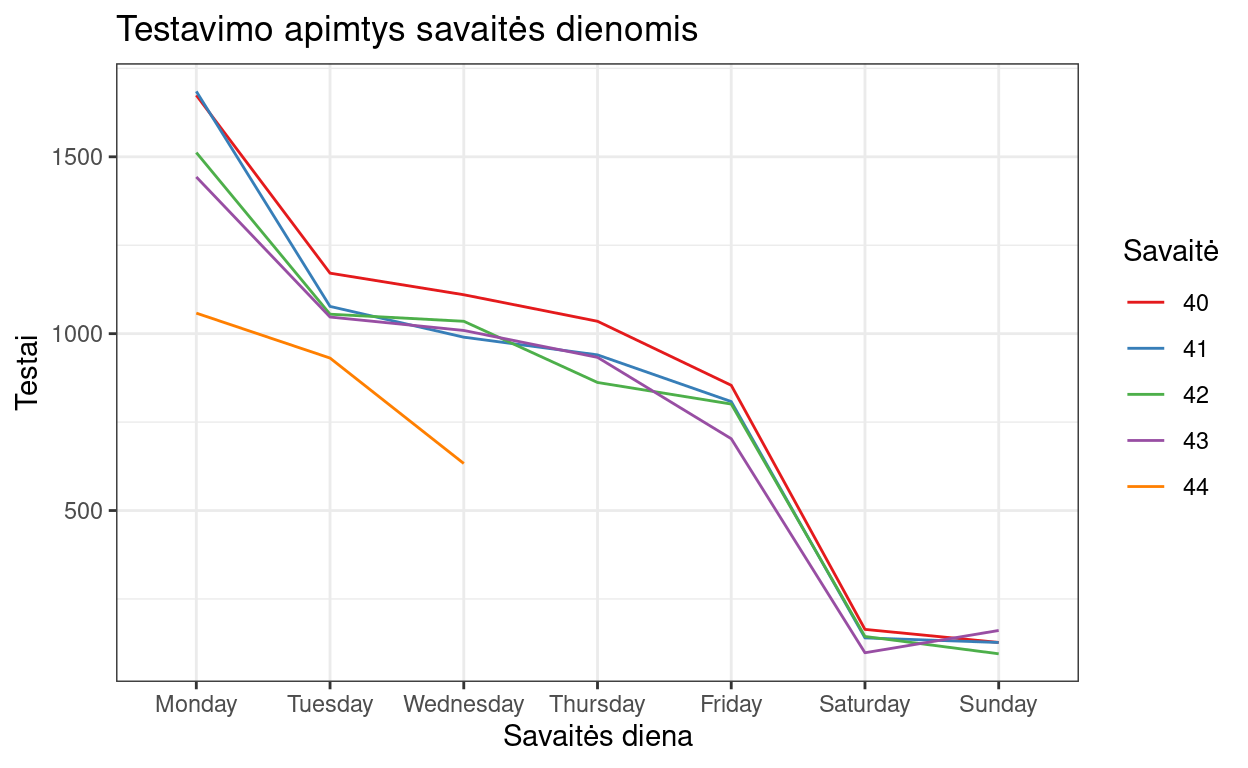 Testavimo apimtys savaitės dienomis
Testai
1500
1000
500
Monday Tuesday Wednesday Thursday Friday Saturday Sunday
Savaitės diena
Savaitė
40
41
42
43
44